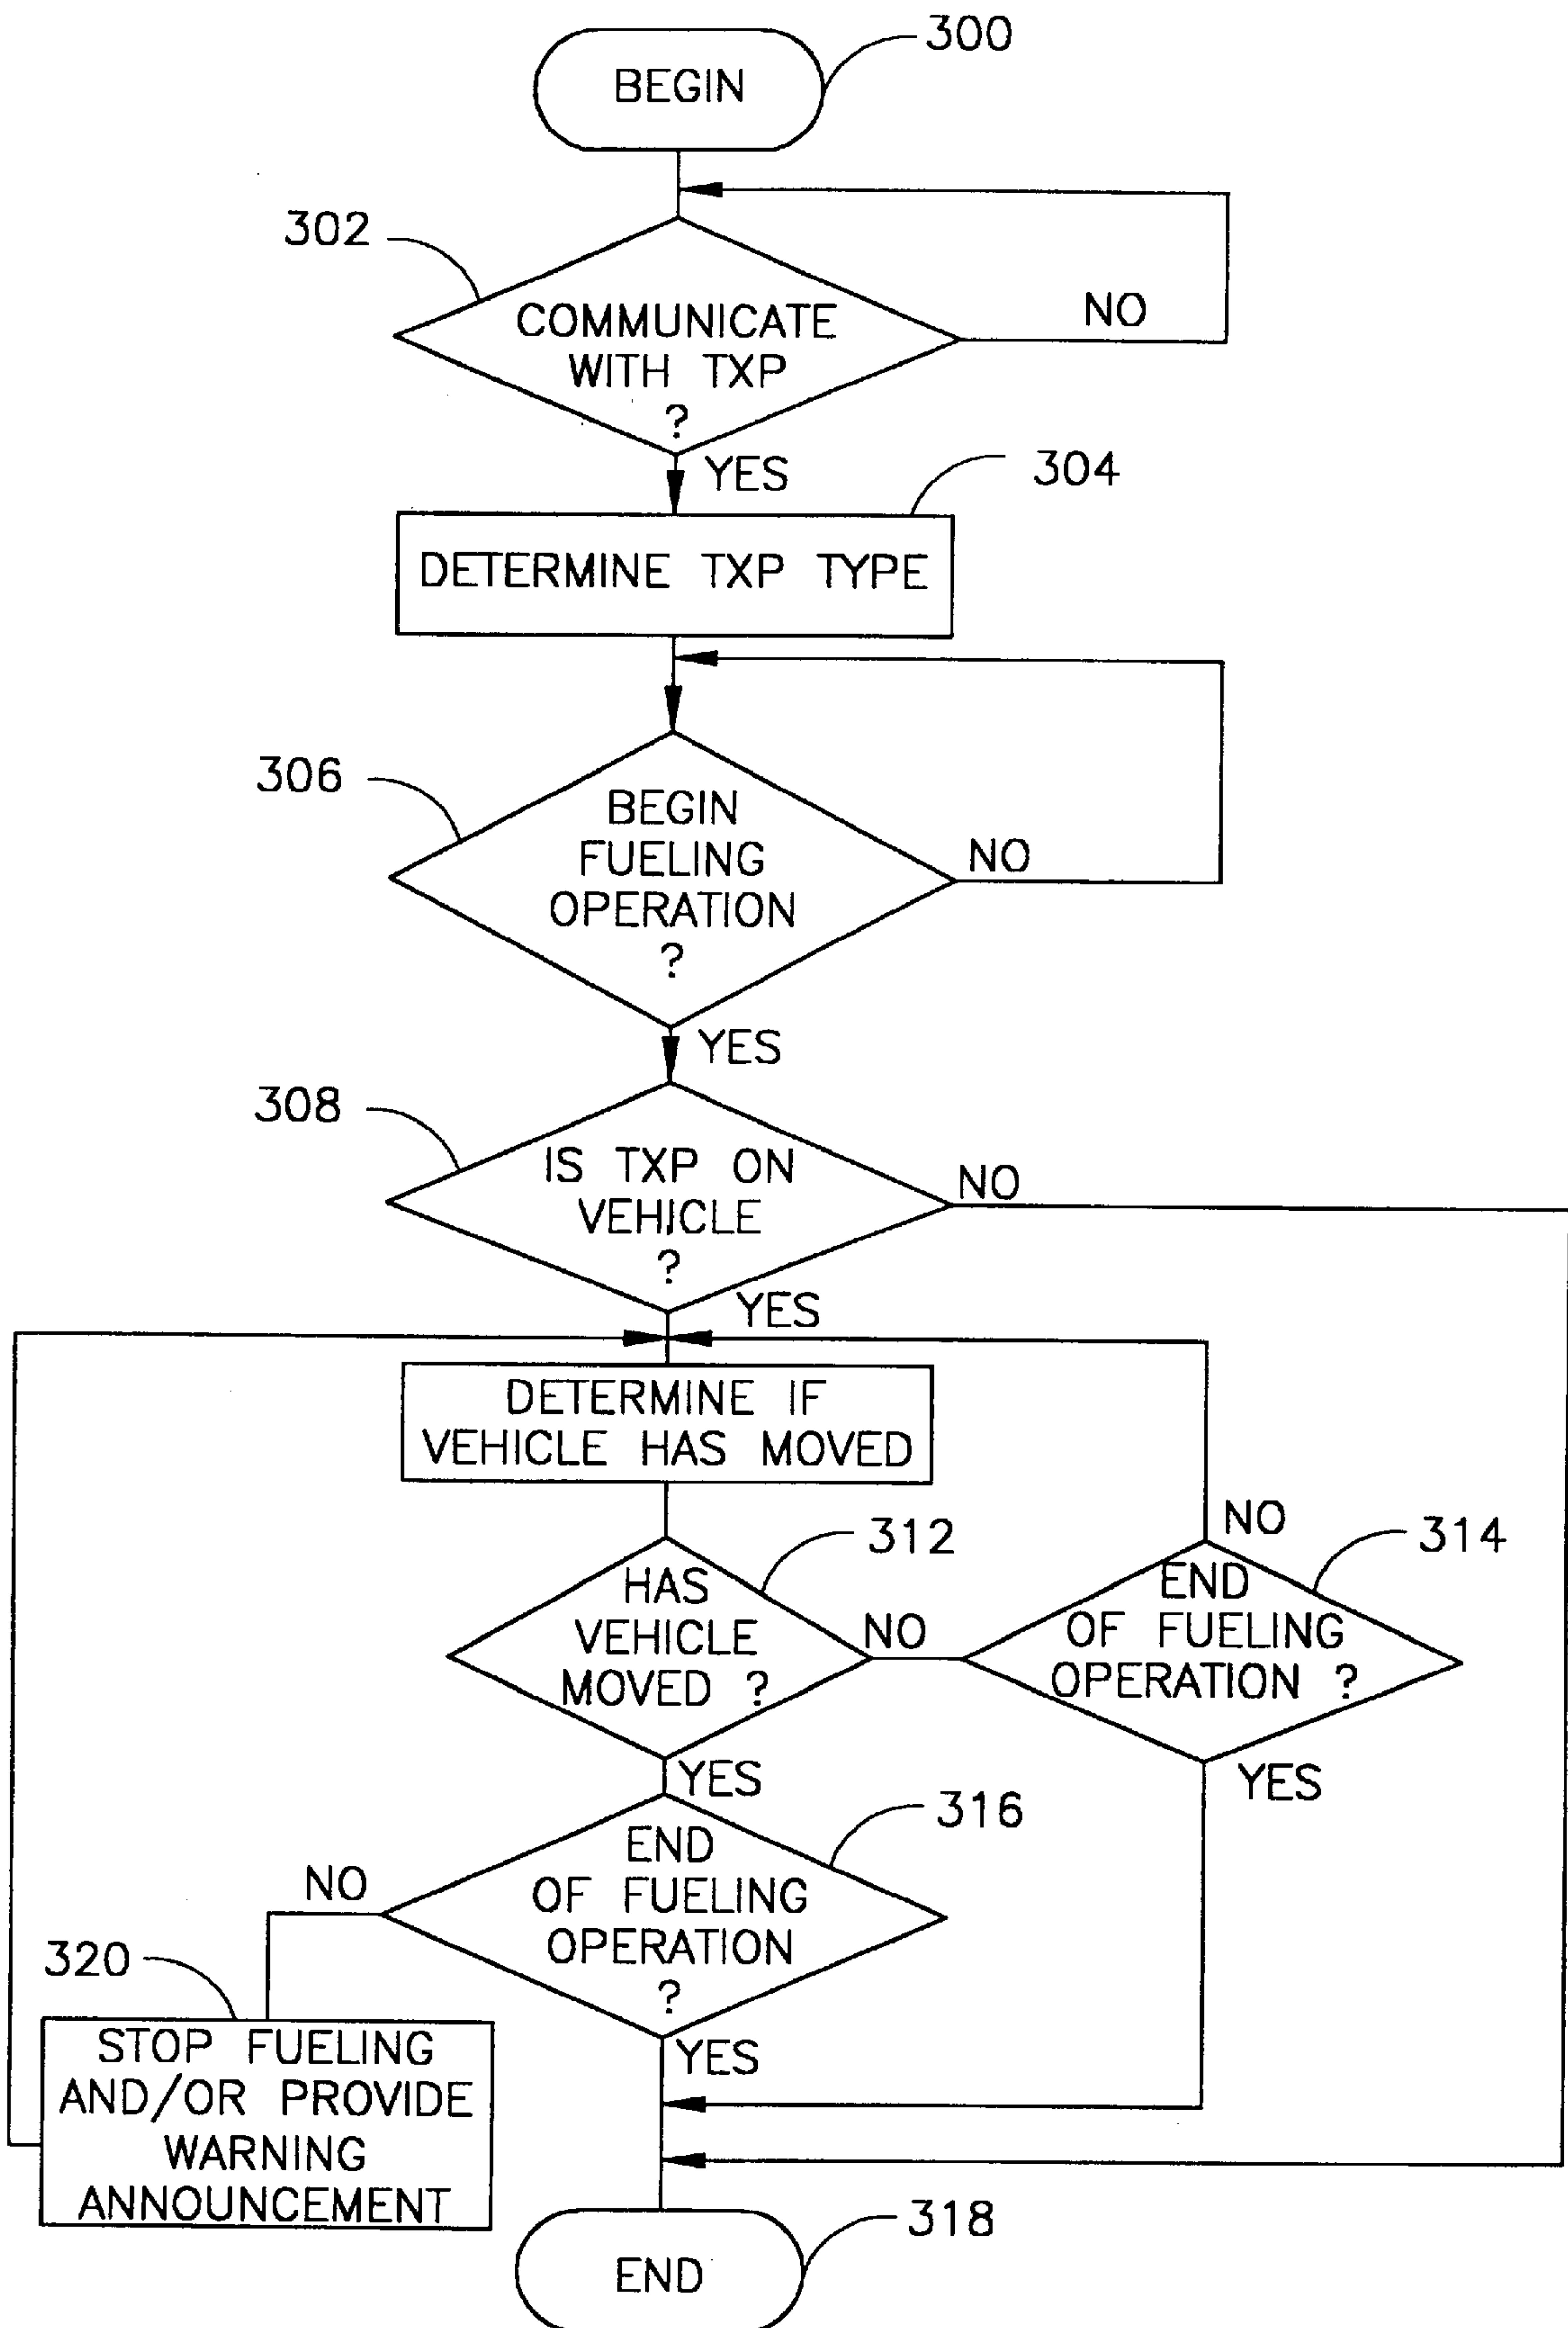 300
BEGIN
302
COMMUNICATE
WITH TXP
?
NO
YES
304
DETERMINE TXP TYPE
306
BEGIN
FUELING
OPERATION
?
NO
YES
308
IS TXP ON
VEHICLE
?
NO
YES
DETERMINE IF
VEHICLE HAS MOVED
312
HAS
VEHICLE
MOVED ?
NO
NO
314
END
OF FUELING
OPERATION ?
YES
YES
316
END
OF FUELING
OPERATION
?
NO
YES
320
STOP FUELING
AND/OR PROVIDE
WARNING
ANNOUNCEMENT
318
END